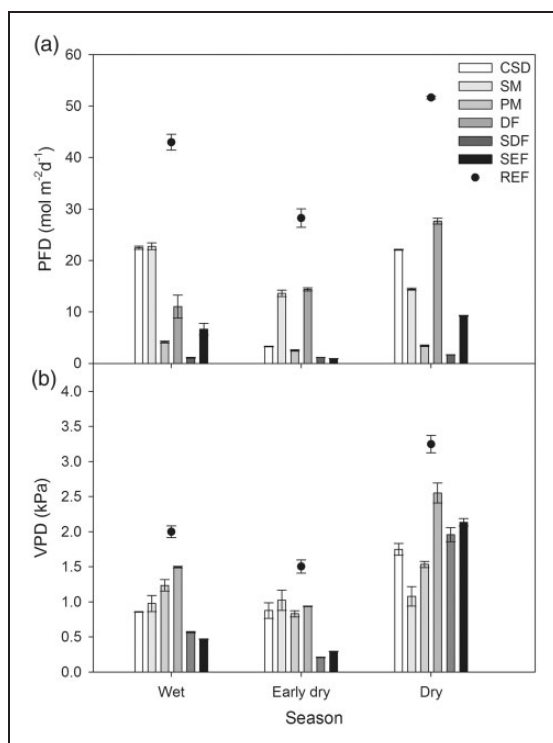 (a)
60
50
40
30
20
10
0
PFD (mol m⁻²d⁻¹)
CSD
SM
PM
DF
SDF
SEF
REF
(b)
4.0
3.5
3.0
2.5
2.0
1.5
1.0
0.5
0.0
VPD (kPa)
Wet Early dry Dry
Season